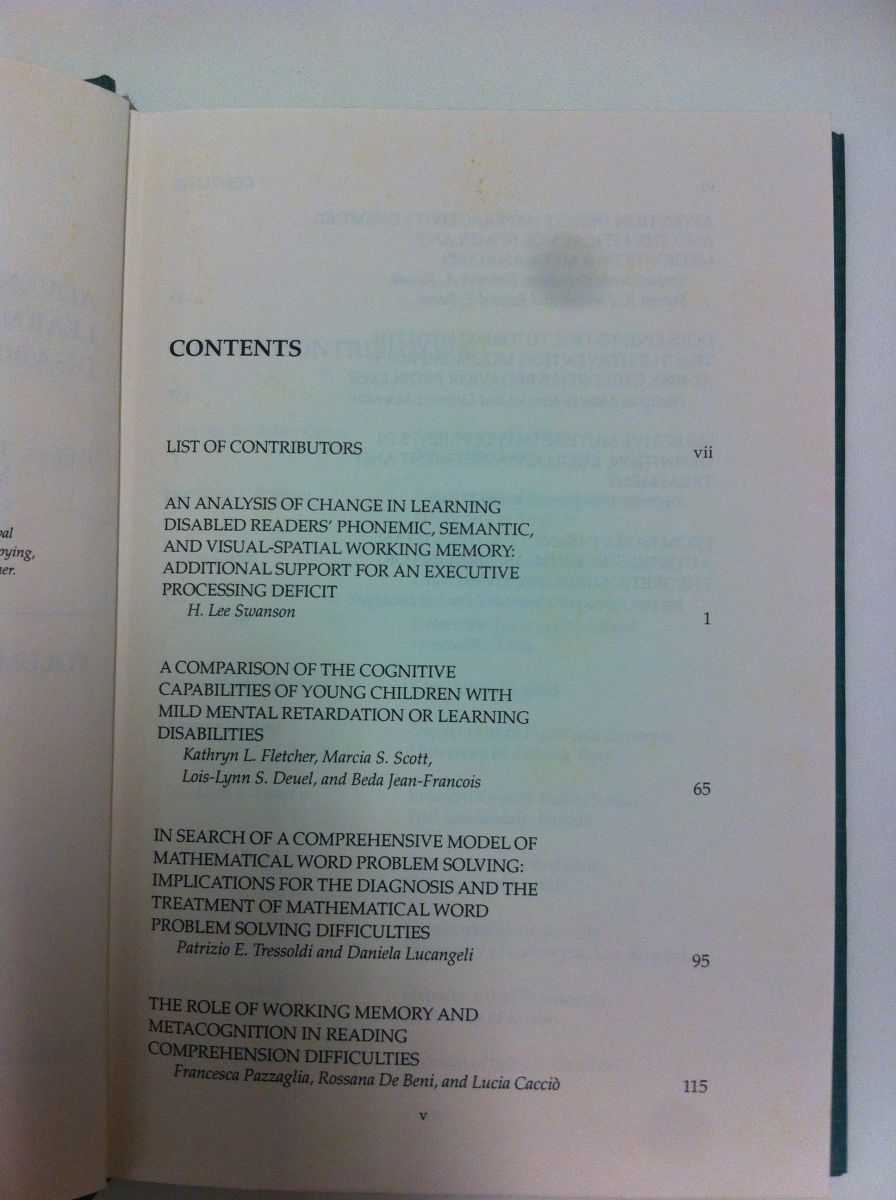 CONTENTS
LIST OF CONTRIBUTORS vii
AN ANALYSIS OF CHANGE IN LEARNING
DISABLED READERS' PHONEMIC, SEMANTIC,
AND VISUAL-SPATIAL WORKING MEMORY:
ADDITIONAL SUPPORT FOR AN EXECUTIVE
PROCESSING DEFICIT
H. Lee Swanson 1
A COMPARISON OF THE COGNITIVE
CAPABILITIES OF YOUNG CHILDREN WITH
MILD MENTAL RETARDATION OR LEARNING
DISABILITIES
Kathryn L. Fletcher, Marcia S. Scott,
Lois-Lynn S. Deuel, and Beda Jean-Francois 65
IN SEARCH OF A COMPREHENSIVE MODEL OF
MATHEMATICAL WORD PROBLEM SOLVING:
IMPLICATIONS FOR THE DIAGNOSIS AND THE
TREATMENT OF MATHEMATICAL WORD
PROBLEM SOLVING DIFFICULTIES
Patrizio E. Tressoldi and Daniela Lucangeli 95
THE ROLE OF WORKING MEMORY AND
METACOGNITION IN READING
COMPREHENSION DIFFICULTIES
Francesca Pazzaglia, Rossana De Beni, and Lucia Cacciò 115
v